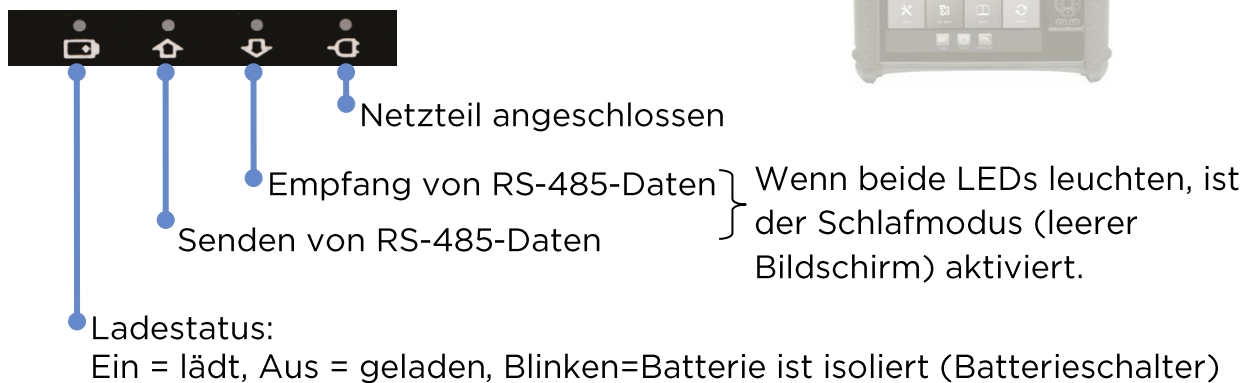 Netzteil angeschlossen
Empfang von RS-485-Daten
Senden von RS-485-Daten
Wenn beide LEDs leuchten, ist
der Schlafmodus (leerer
Bildschirm) aktiviert.
Ladestatus:
Ein = lädt, Aus = geladen, Blinken=Batterie ist isoliert (Batterieschalter)